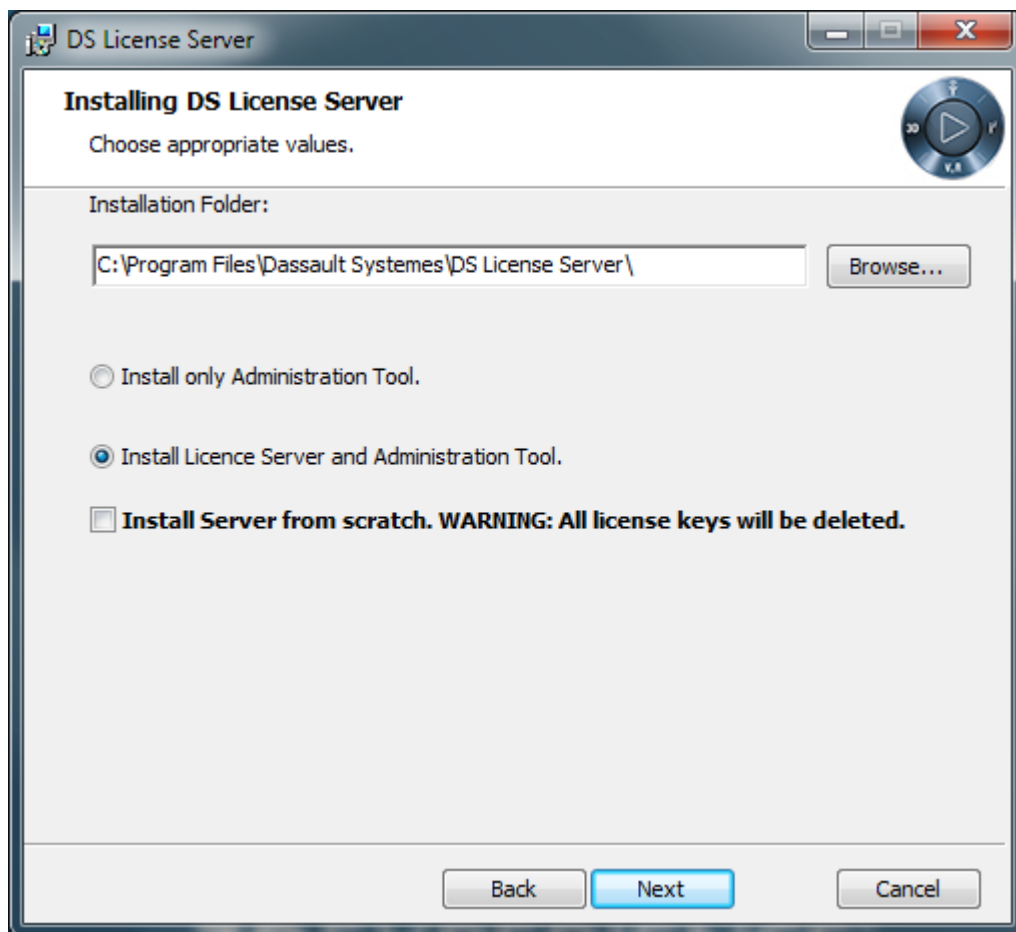 DS License Server
Installing DS License Server
Choose appropriate values.
3D
V.R
Installation Folder:
C:\Program Files\Dassault Systemes\DS License Server\
Browse...
Install only Administration Tool.
Install Licence Server and Administration Tool.
Install Server from scratch. WARNING: All license keys will be deleted.
Back
Next
Cancel